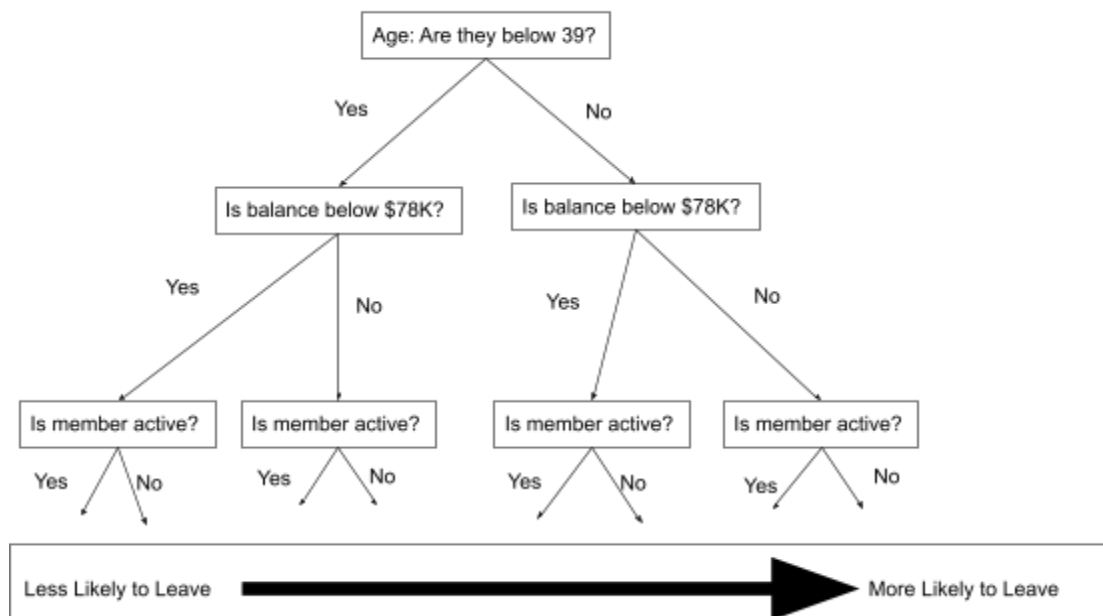 Age: Are they below 39?
Yes
No
Is balance below $78K?
Is balance below $78K?
Yes
No
Yes
No
Is member active?
Is member active?
Is member active?
Is member active?
Yes
No
Yes
No
Yes
No
Yes
No
Less Likely to Leave
More Likely to Leave